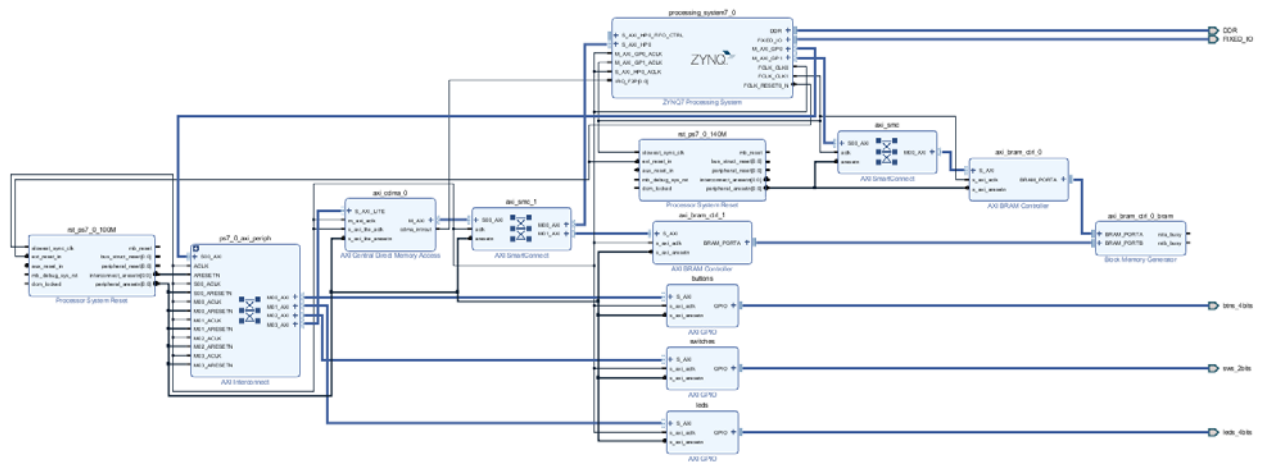 processing_system7_0
S_AXI_HP0_FIFO_CTRL
S_AXI_HP0
M_AXI_GP0_ACLK
M_AXI_GP1_ACLK
S_AXI_HP0_ACLK
IRQ_F2P[0:0]
ZYNQ
DDR
FIXED_IO
M_AXI_GP0
M_AXI_GP1
FCLK_CLK0
FCLK_CLK1
FCLK_RESET0_N
ZYNQ7 Processing System
DDR
FIXED_IO
rst_ps7_0_140M
slowest_sync_clk
ext_reset_in
aux_reset_in
mb_debug_sys_rst
dcm_locked
mb_reset
bus_struct_reset[0:0]
peripheral_reset[0:0]
interconnect_aresetn[0:0]
peripheral_aresetn[0:0]
Processor System Reset
axi_smc
S00_AXI
aclk
aresetn
M00_AXI
AXI SmartConnect
axi_bram_ctrl_0
S_AXI
s_axi_aclk
s_axi_aresetn
BRAM_PORTA
AXI BRAM Controller
axi_cdma_0
S_AXI_LITE
m_axi_aclk
s_axi_lite_aclk
s_axi_lite_aresetn
M_AXI
cdma_introut
AXI Central Direct Memory Access
axi_smc_1
S00_AXI
aclk
aresetn
M00_AXI
M01_AXI
AXI SmartConnect
axi_bram_ctrl_1
S_AXI
s_axi_aclk
s_axi_aresetn
BRAM_PORTA
AXI BRAM Controller
axi_bram_ctrl_0_bram
BRAM_PORTA
BRAM_PORTB
rsta_busy
rstb_busy
Block Memory Generator
rst_ps7_0_100M
slowest_sync_clk
ext_reset_in
aux_reset_in
mb_debug_sys_rst
dcm_locked
mb_reset
bus_struct_reset[0:0]
peripheral_reset[0:0]
interconnect_aresetn[0:0]
peripheral_aresetn[0:0]
Processor System Reset
ps7_0_axi_periph
S00_AXI
ACLK
ARESETN
S00_ACLK
S00_ARESETN
M00_ACLK
M00_ARESETN
M01_ACLK
M01_ARESETN
M02_ACLK
M02_ARESETN
M03_ACLK
M03_ARESETN
M00_AXI
M01_AXI
M02_AXI
M03_AXI
AXI Interconnect
buttons
S_AXI
s_axi_aclk
s_axi_aresetn
GPIO
AXI GPIO
btns_4bits
switches
S_AXI
s_axi_aclk
s_axi_aresetn
GPIO
AXI GPIO
sws_2bits
leds
S_AXI
s_axi_aclk
s_axi_aresetn
GPIO
AXI GPIO
leds_4bits